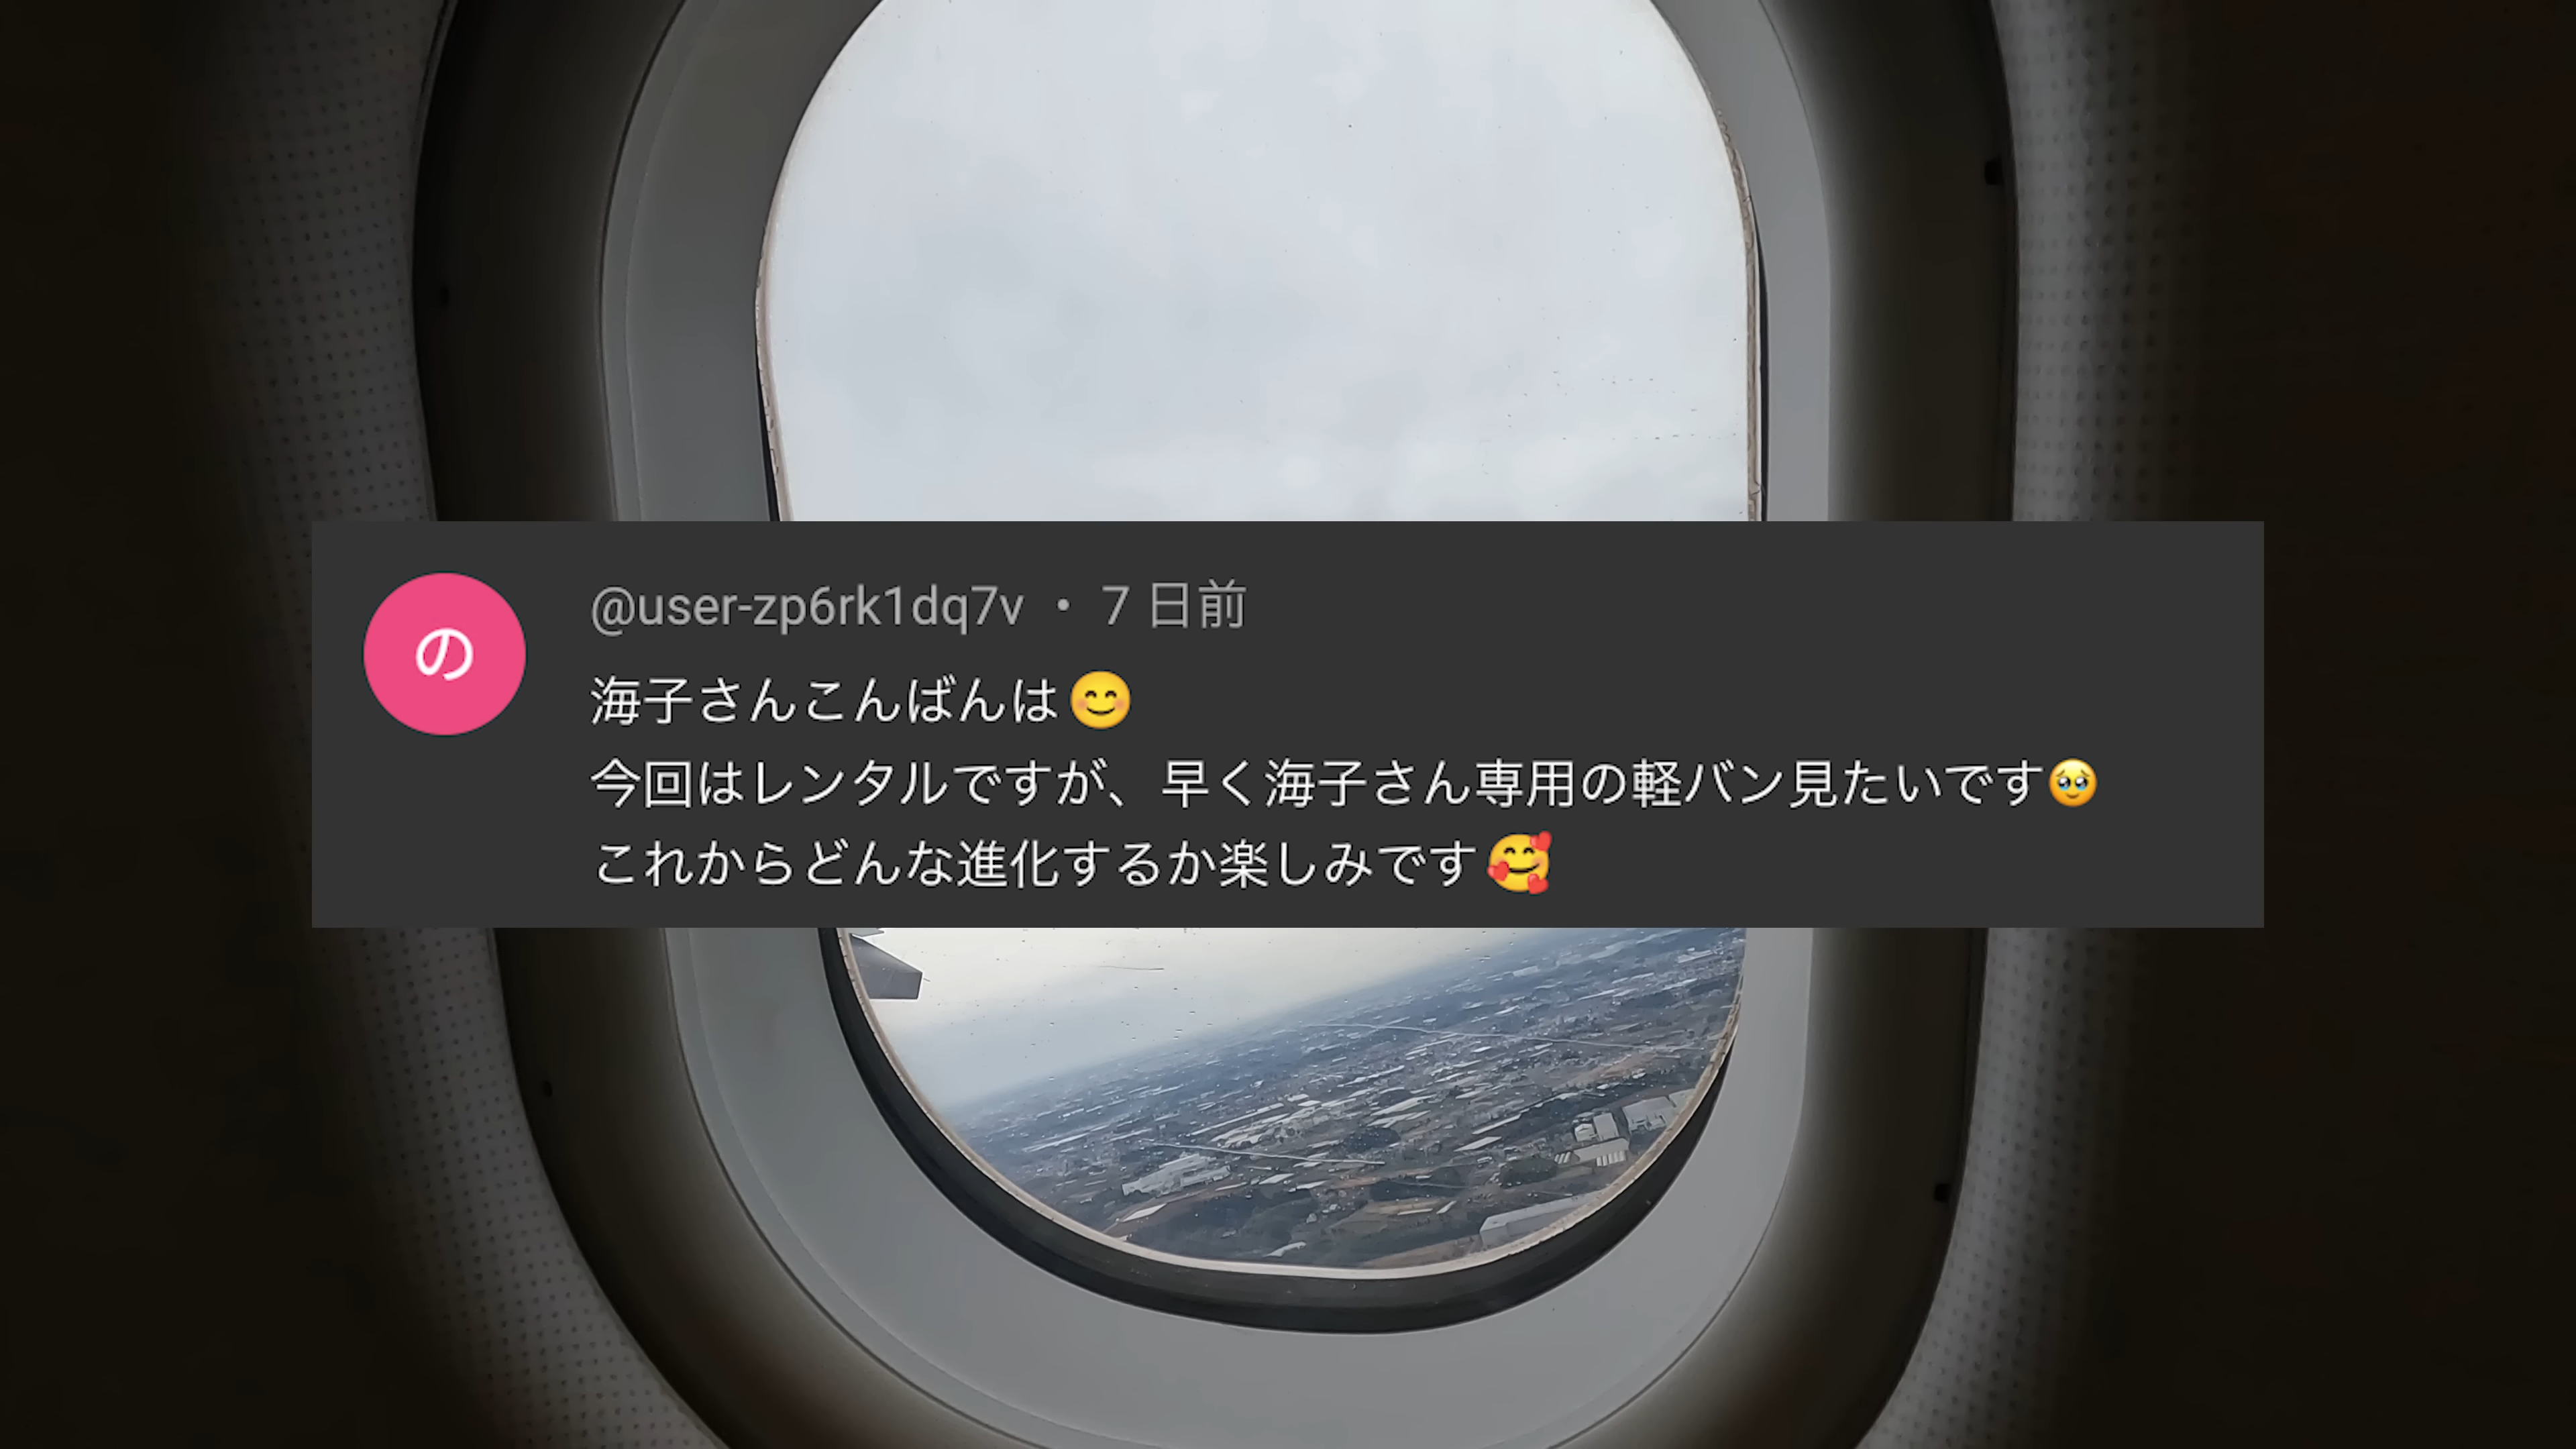 の
@user-zp6rk1dq7v • 7 日前
海子さんこんばんは😊
今回はレンタルですが、早く海子さん専用の軽バン見たいです🥹
これからどんな進化するか楽しみです🥰